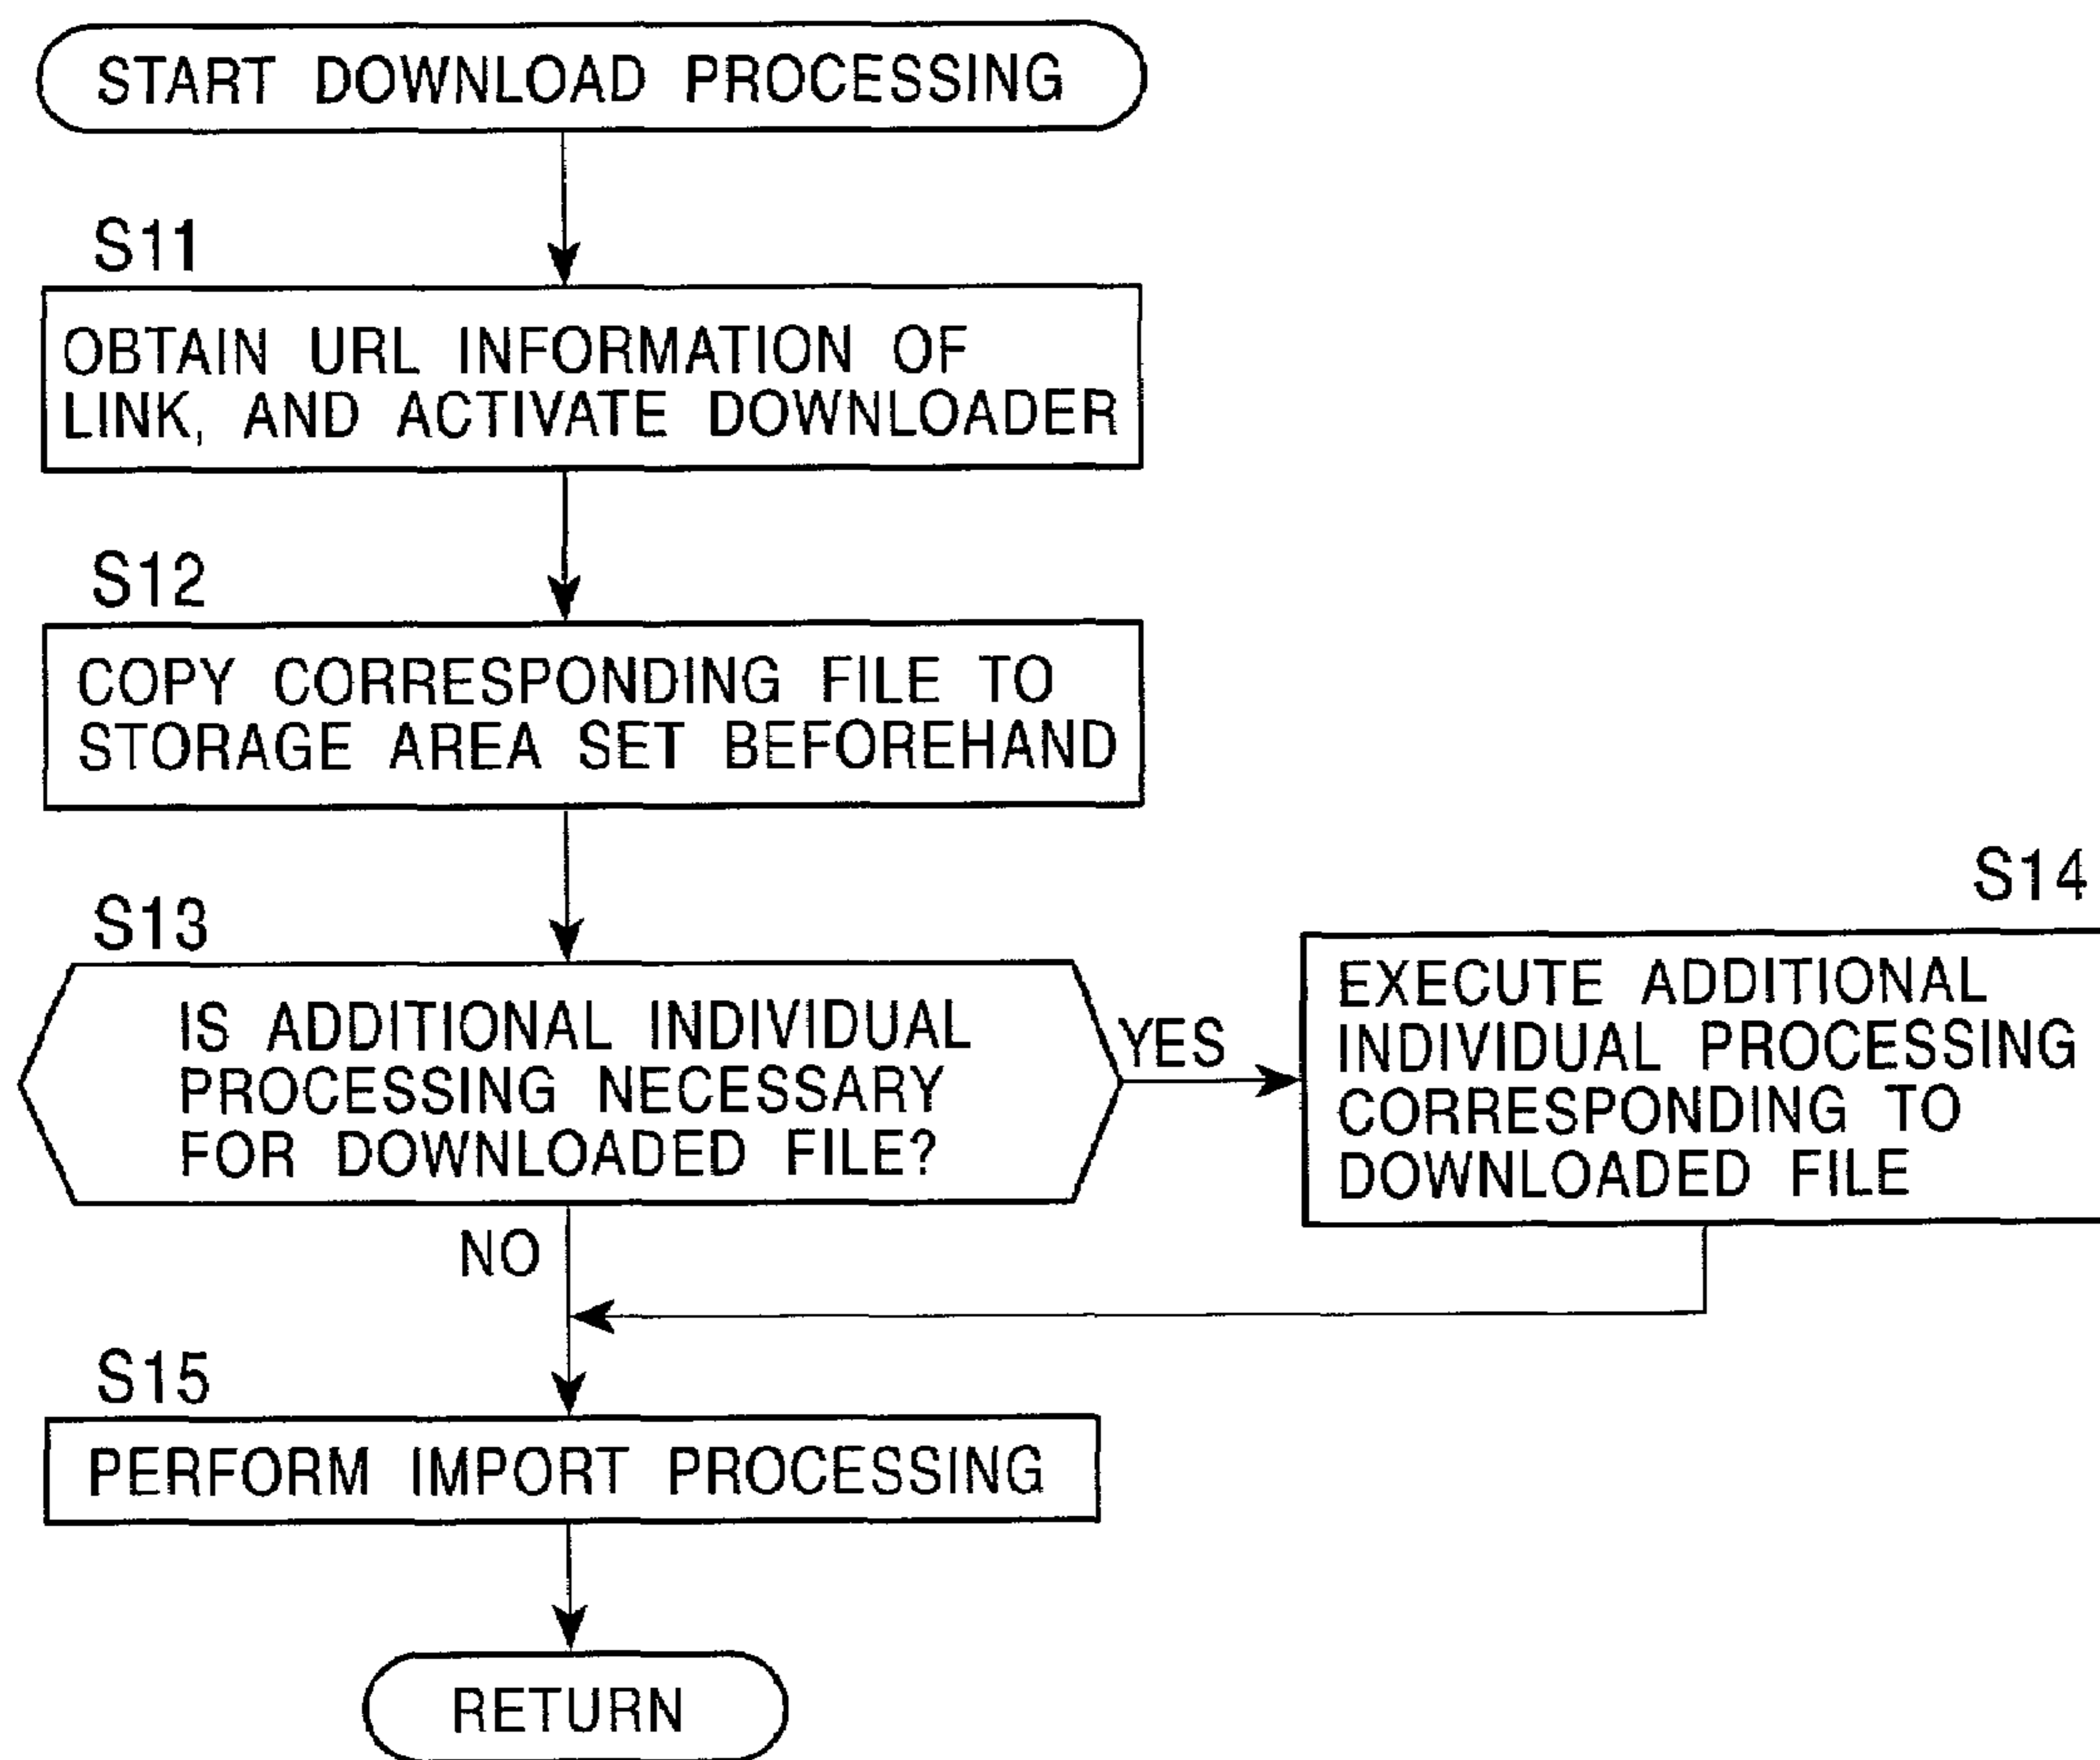 START DOWNLOAD PROCESSING
S11
OBTAIN URL INFORMATION OF
LINK, AND ACTIVATE DOWNLOADER
S12
COPY CORRESPONDING FILE TO
STORAGE AREA SET BEFOREHAND
S13
IS ADDITIONAL INDIVIDUAL
PROCESSING NECESSARY
FOR DOWNLOADED FILE?
YES
S14
EXECUTE ADDITIONAL
INDIVIDUAL PROCESSING
CORRESPONDING TO
DOWNLOADED FILE
NO
S15
PERFORM IMPORT PROCESSING
RETURN